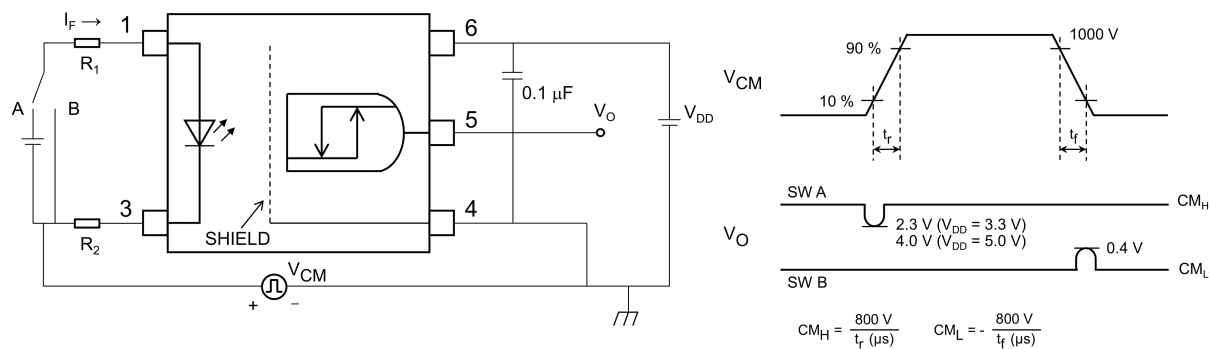 I_F →
1
6
R₁
A
B
0.1 μF
V_O
V_DD
5
3
4
R₂
SHIELD
V_CM
+
−
V_CM
90 %
1000 V
10 %
t_r
t_f
SW A
CM_H
2.3 V (V_DD = 3.3 V)
4.0 V (V_DD = 5.0 V)
V_O
0.4 V
SW B
CM_L
CM_H = 800 V / t_r (μs)
CM_L = - 800 V / t_f (μs)